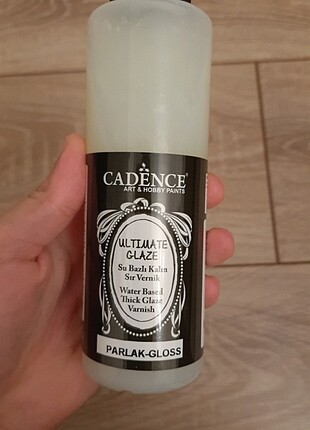 CADENCE®
ART & HOBBY PAINTS
ULTIMATE
GLAZE
Su Bazlı Kalın
Sır Vernik
Water Based
Thick Glaze
Varnish
PARLAK-GLOSS